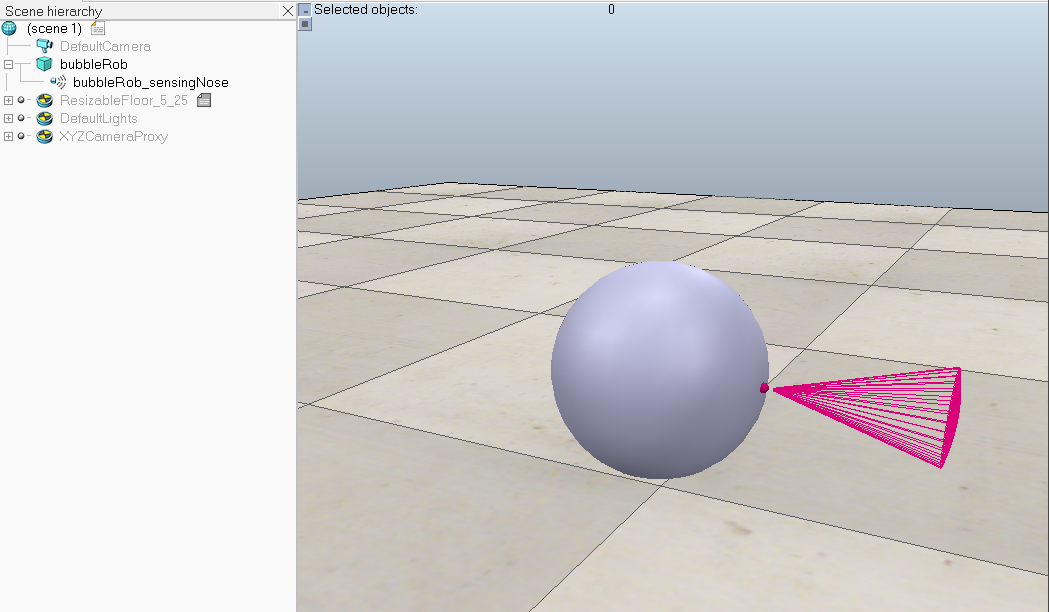 Scene hierarchy
Selected objects: 0
(scene 1)
DefaultCamera
bubbleRob
bubbleRob_sensingNose
ResizableFloor_5_25
DefaultLights
XYZCameraProxy